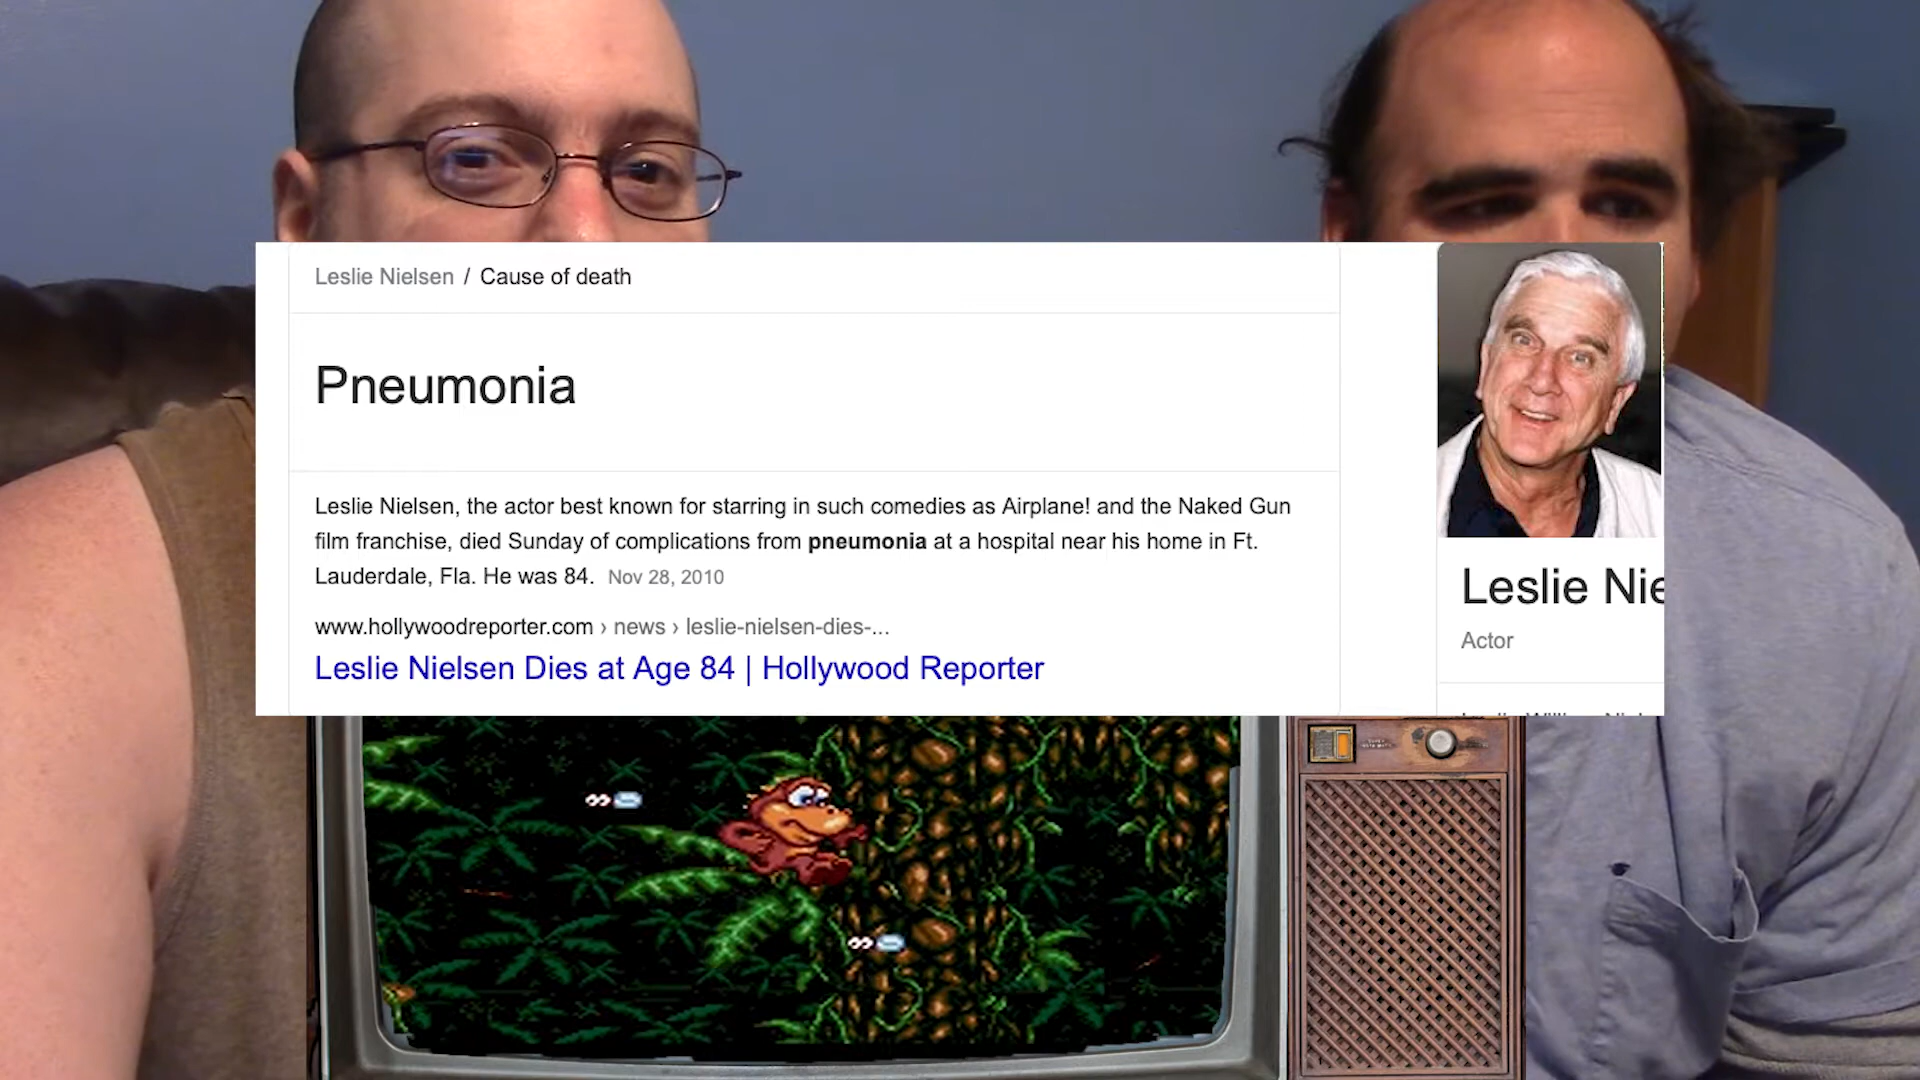 Leslie Nielsen / Cause of death
Pneumonia
Leslie Nielsen, the actor best known for starring in such comedies as Airplane! and the Naked Gun
film franchise, died Sunday of complications from pneumonia at a hospital near his home in Ft.
Lauderdale, Fla. He was 84. Nov 28, 2010
www.hollywoodreporter.com › news › leslie-nielsen-dies-...
Leslie Nielsen Dies at Age 84 | Hollywood Reporter
Leslie Nie
Actor